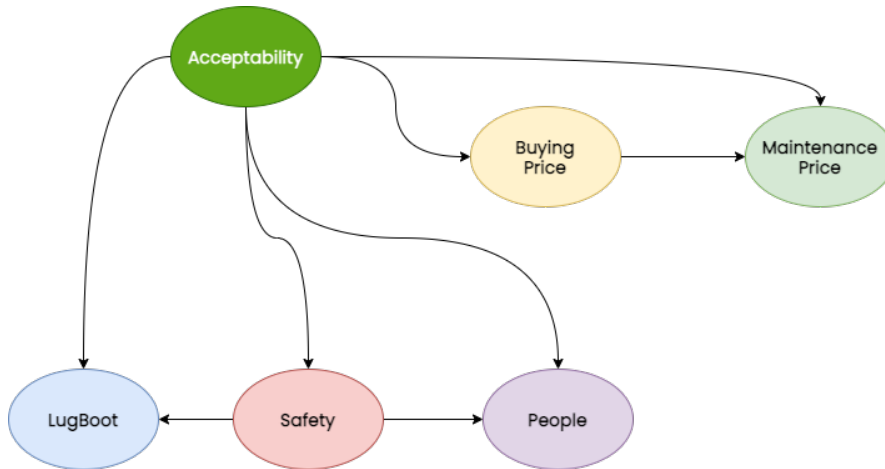 Acceptability
Buying
Price
Maintenance
Price
LugBoot
Safety
People